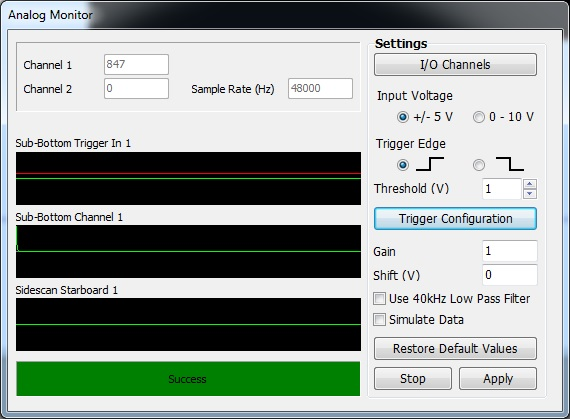 Analog Monitor
Channel 1 847
Channel 2 0 Sample Rate (Hz) 48000
Sub-Bottom Trigger In 1
Sub-Bottom Channel 1
Sidescan Starboard 1
Success
Settings
I/O Channels
Input Voltage
+/- 5 V 0 - 10 V
Trigger Edge
Threshold (V) 1
Trigger Configuration
Gain 1
Shift (V) 0
Use 40kHz Low Pass Filter
Simulate Data
Restore Default Values
Stop Apply